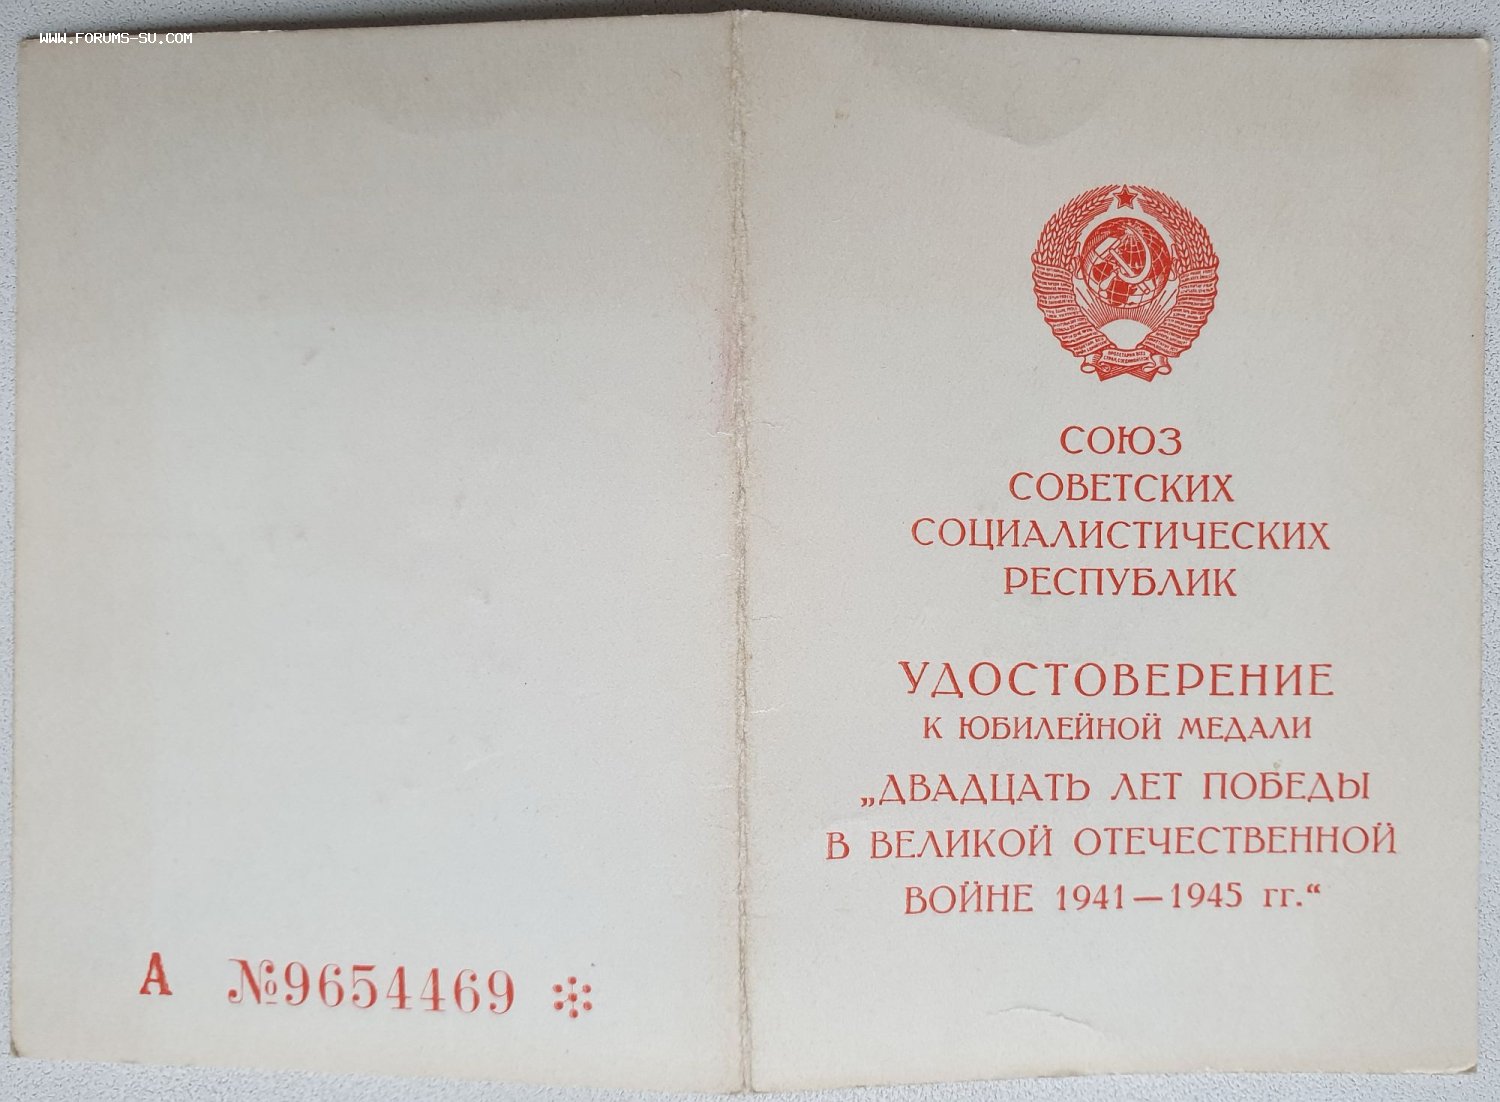 WWW.FORUMS-SU.COM
А №9654469
СОЮЗ
СОВЕТСКИХ
СОЦИАЛИСТИЧЕСКИХ
РЕСПУБЛИК
УДОСТОВЕРЕНИЕ
К ЮБИЛЕЙНОЙ МЕДАЛИ
„ДВАДЦАТЬ ЛЕТ ПОБЕДЫ
В ВЕЛИКОЙ ОТЕЧЕСТВЕННОЙ
ВОЙНЕ 1941—1945 гг.“